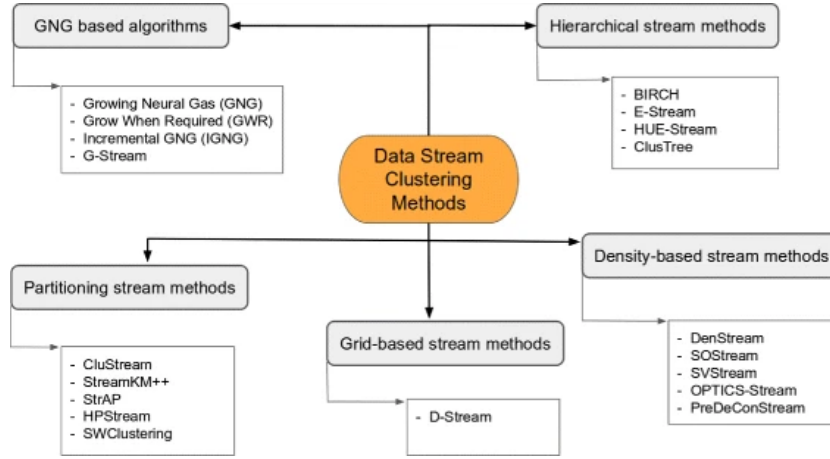 GNG based algorithms
- Growing Neural Gas (GNG)
- Grow When Required (GWR)
- Incremental GNG (IGNG)
- G-Stream
Hierarchical stream methods
- BIRCH
- E-Stream
- HUE-Stream
- ClusTree
Data Stream
Clustering
Methods
Partitioning stream methods
- CluStream
- StreamKM++
- StrAP
- HPStream
- SWClustering
Grid-based stream methods
- D-Stream
Density-based stream methods
- DenStream
- SOStream
- SVStream
- OPTICS-Stream
- PreDeConStream